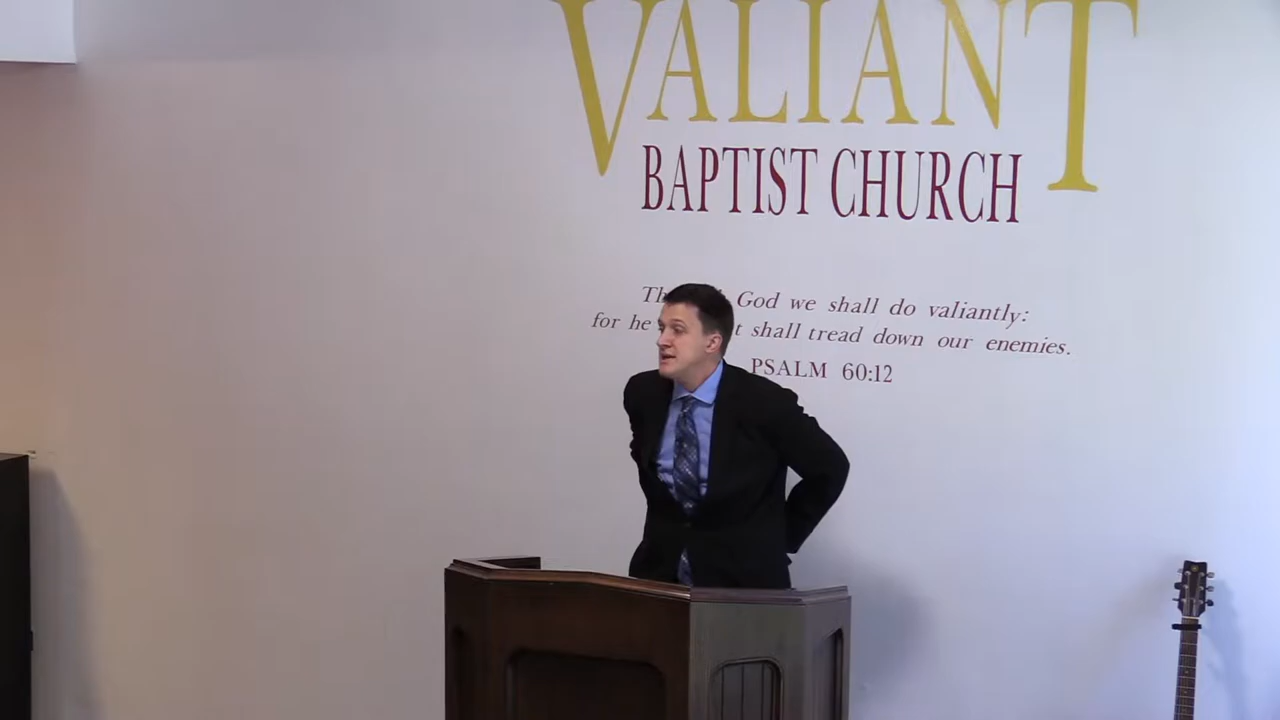 VALIANT
BAPTIST CHURCH
God we shall do valiantly:
for he shall tread down our enemies.
PSALM 60:12